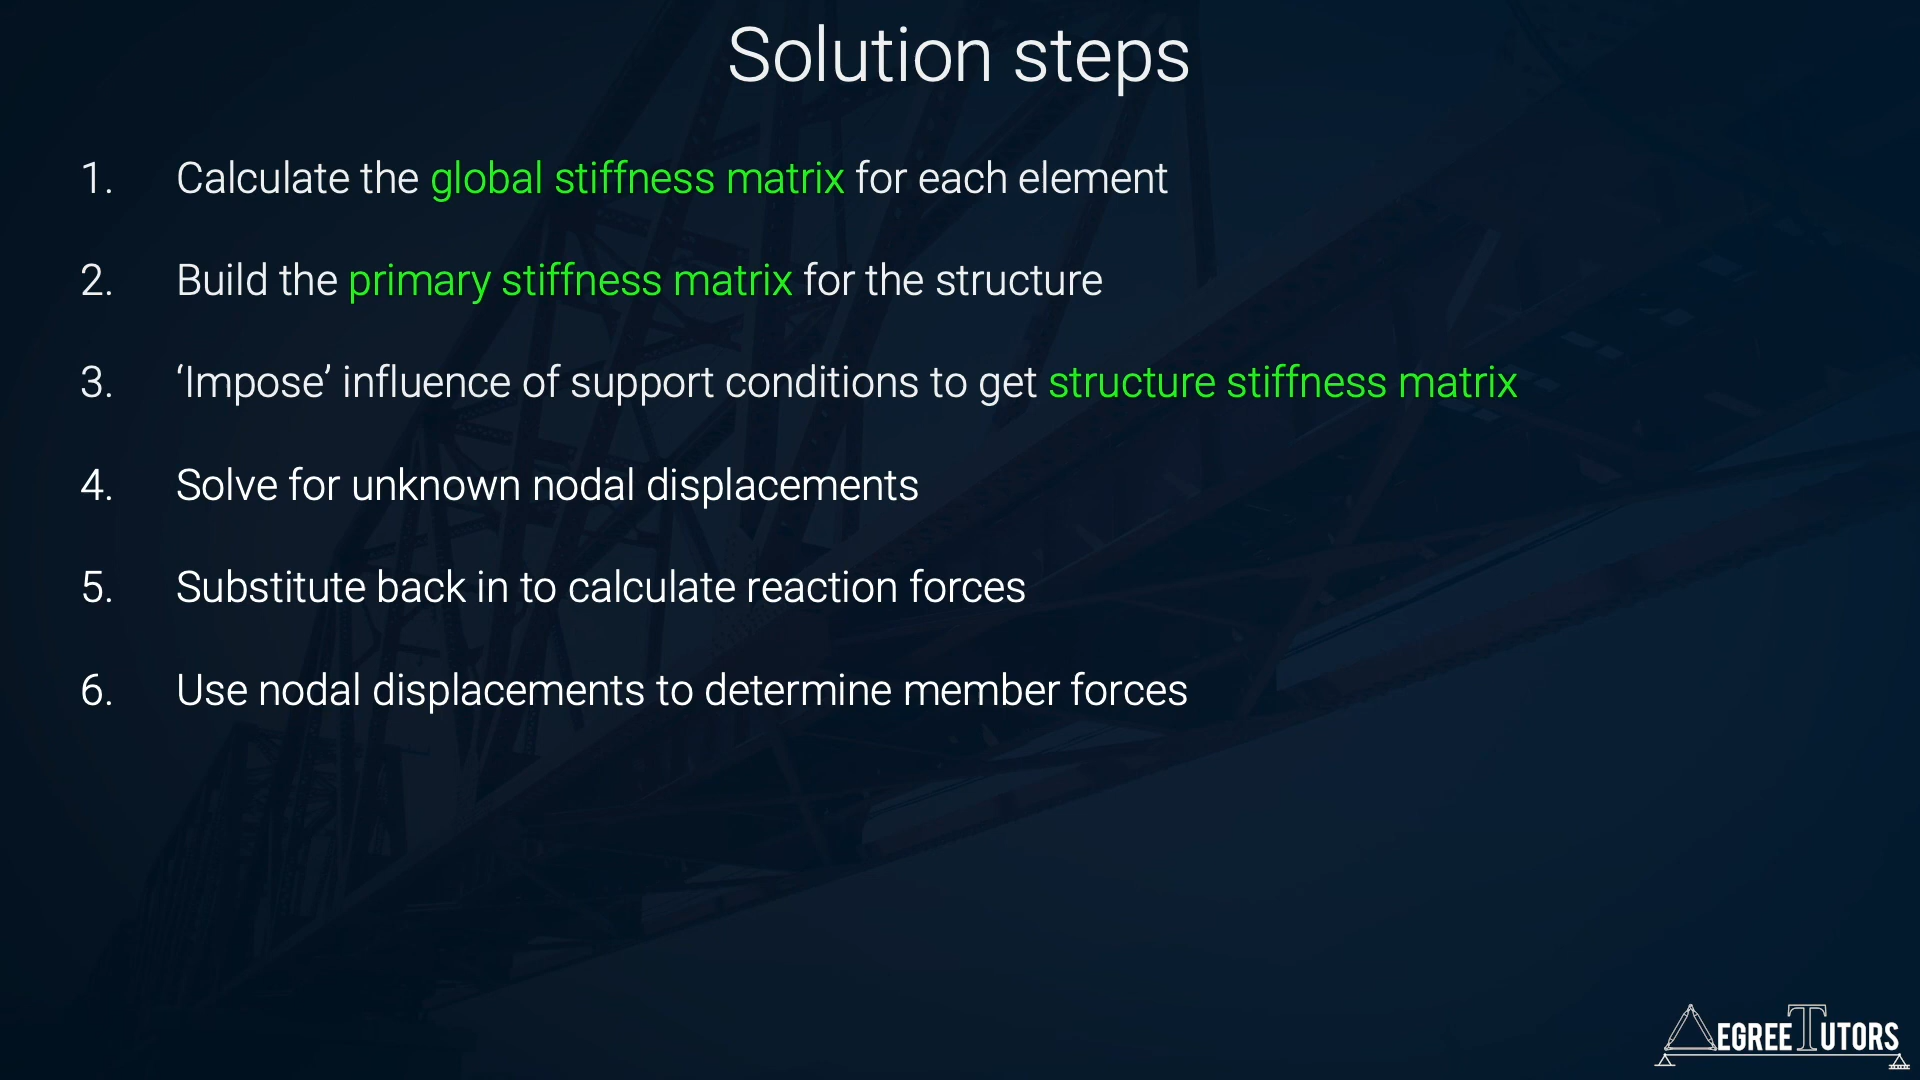 Solution steps
1. Calculate the global stiffness matrix for each element
2. Build the primary stiffness matrix for the structure
3. ‘Impose’ influence of support conditions to get structure stiffness matrix
4. Solve for unknown nodal displacements
5. Substitute back in to calculate reaction forces
6. Use nodal displacements to determine member forces
DEGREE TUTORS